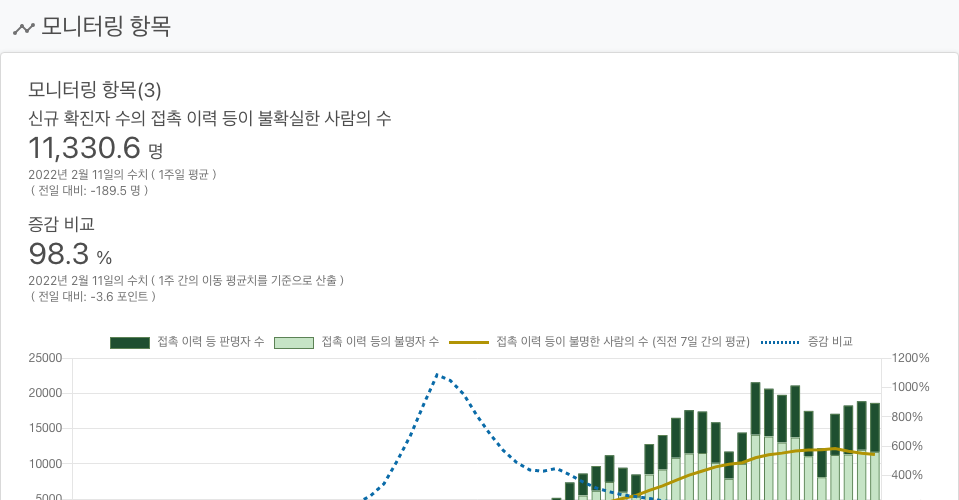 모니터링 항목
모니터링 항목(3)
신규 확진자 수의 접촉 이력 등이 불확실한 사람의 수
11,330.6 명
2022년 2월 11일의 수치 ( 1주일 평균 )
( 전일 대비: -189.5 명 )
증감 비교
98.3 %
2022년 2월 11일의 수치 ( 1주 간의 이동 평균치를 기준으로 산출 )
( 전일 대비: -3.6 포인트 )
접촉 이력 등 판명자 수 접촉 이력 등의 불명자 수 접촉 이력 등이 불명한 사람의 수 (직전 7일 간의 평균) 증감 비교
25000 1200%
20000 1000%
15000 800%
10000 600%
5000 400%